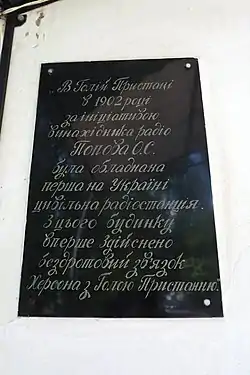 „В Голій Пристаці
в 1902 році
за ініціативою
винахідника радіо
Попова О.С.
була обладнана
перша на Україні
цивільна радіостанція.
З цього будинку
вперше здійснено
бездротовий зв'язок
Херсона з Голою Пристанню.